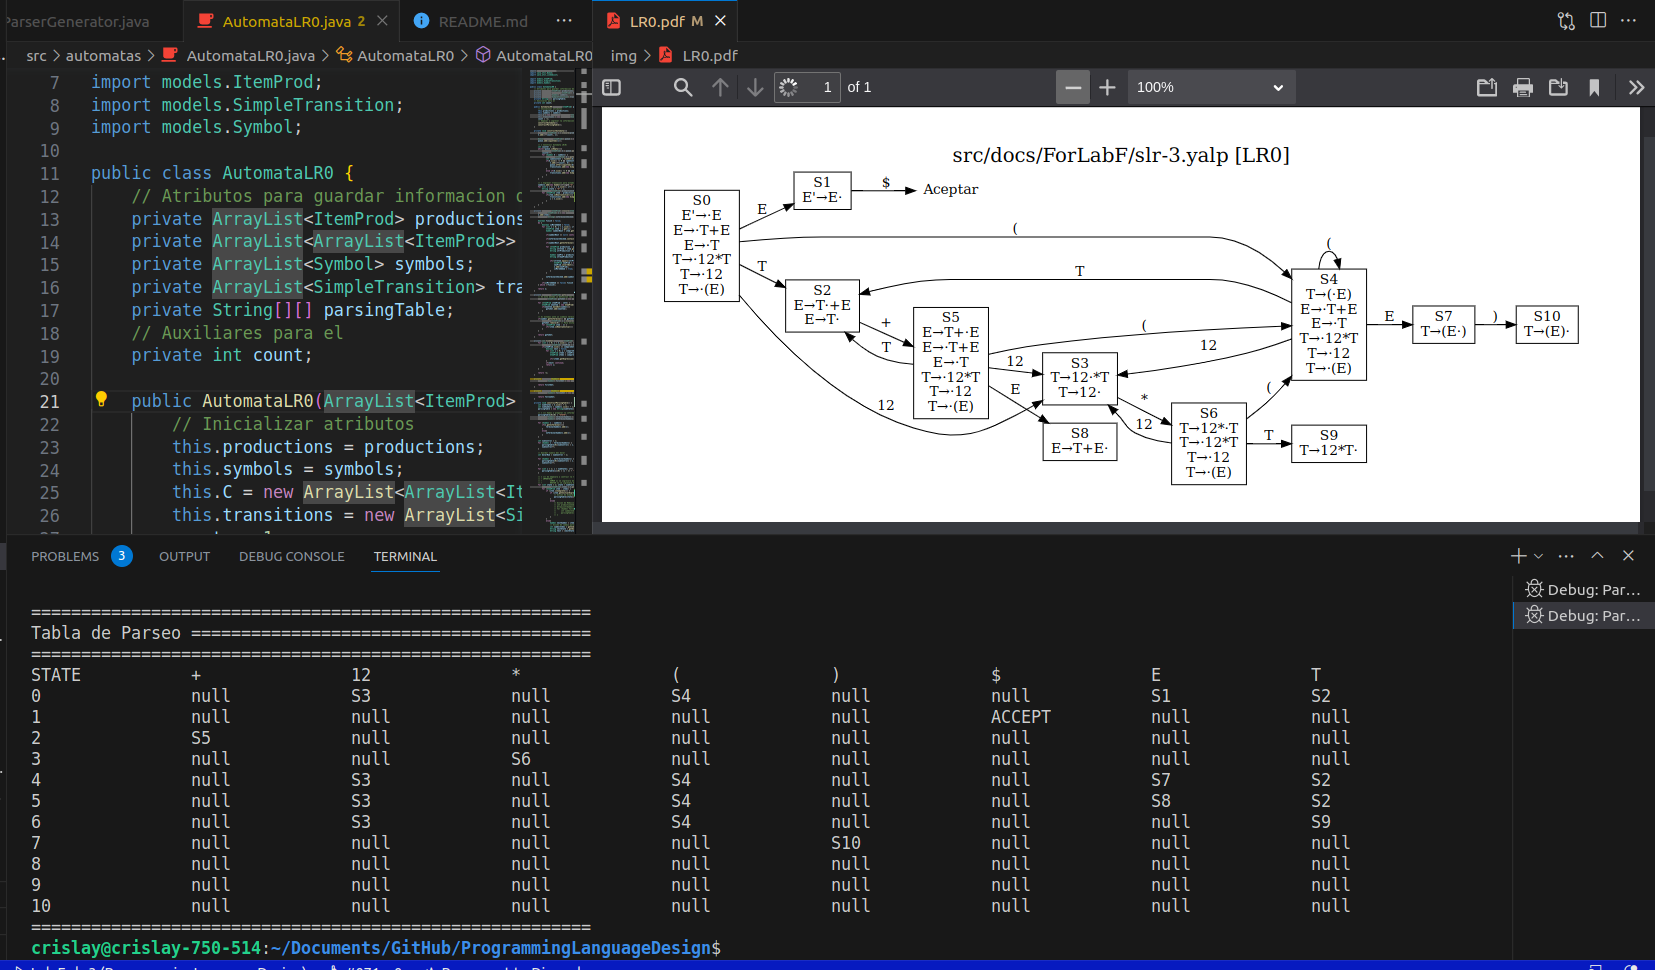 ParserGenerator.java
AutomataLR0.java 2
README.md
LR0.pdf M
src > automatas > AutomataLR0.java > AutomataLR0 > AutomataLR0
img > LR0.pdf
7 import models.ItemProd;
8 import models.SimpleTransition;
9 import models.Symbol;
10
11 public class AutomataLR0 {
12 // Atributos para guardar informacion
13 private ArrayList<ItemProd> productions
14 private ArrayList<ArrayList<ItemProd>>
15 private ArrayList<Symbol> symbols;
16 private ArrayList<SimpleTransition> tra
17 private String[][] parsingTable;
18 // Auxiliares para el
19 private int count;
20
21 public AutomataLR0(ArrayList<ItemProd>
22 // Inicializar atributos
23 this.productions = productions;
24 this.symbols = symbols;
25 this.C = new ArrayList<ArrayList<It
26 this.transitions = new ArrayList<Si
1 of 1
100%
src/docs/ForLabF/slr-3.yalp [LR0]
S0
E'→·E
E→·T+E
E→·T
T→·12*T
T→·12
T→·(E)
E
S1
E'→E·
$
Aceptar
(
T
12
S2
E→T·+E
E→T·
+
T
T
S5
E→T+·E
E→·T+E
E→·T
T→·12*T
T→·12
T→·(E)
(
12
E
12
S3
T→12·*T
T→12·
S8
E→T+E·
*
12
S6
T→12*·T
T→·12*T
T→·12
T→·(E)
(
T
S9
T→12*T·
(
S4
T→(·E)
E→·T+E
E→·T
T→·12*T
T→·12
T→·(E)
E
S7
T→(E·)
)
S10
T→(E)·
PROBLEMS 3 OUTPUT DEBUG CONSOLE TERMINAL
Debug: Par...
Debug: Par...
========================================================
Tabla de Parseo ========================================
========================================================
STATE + 12 * ( ) $ E T
0 null S3 null S4 null null S1 S2
1 null null null null null ACCEPT null null
2 S5 null null null null null null null
3 null null S6 null null null null null
4 null S3 null S4 null null S7 S2
5 null S3 null S4 null null S8 S2
6 null S3 null S4 null null null S9
7 null null null null S10 null null null
8 null null null null null null null null
9 null null null null null null null null
10 null null null null null null null null
========================================================
crislay@crislay-750-514:~/Documents/GitHub/ProgrammingLanguageDesign$